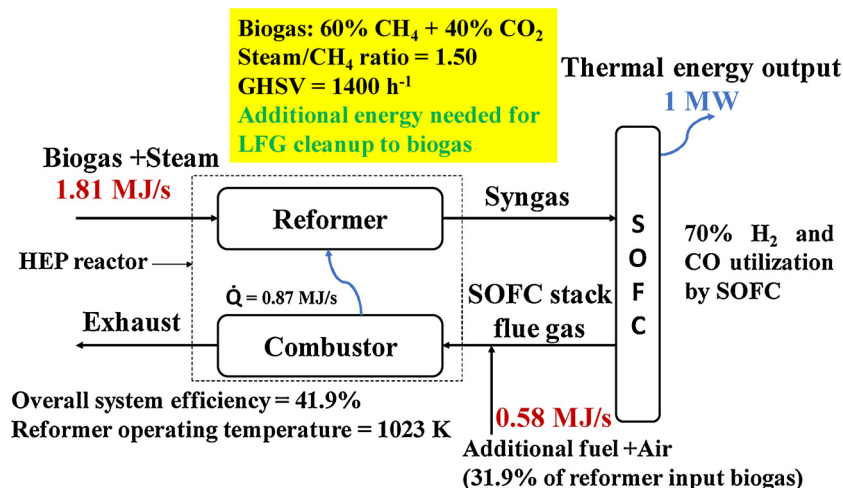 Biogas: 60% CH₄ + 40% CO₂
Steam/CH₄ ratio = 1.50
GHSV = 1400 h⁻¹
Additional energy needed for
LFG cleanup to biogas
Thermal energy output
1 MW
Biogas +Steam
1.81 MJ/s
Reformer
Syngas
SOFC
70% H₂ and
CO utilization
by SOFC
HEP reactor
Q̇ = 0.87 MJ/s
SOFC stack
flue gas
Exhaust
Combustor
Overall system efficiency = 41.9%
Reformer operating temperature = 1023 K
0.58 MJ/s
Additional fuel +Air
(31.9% of reformer input biogas)